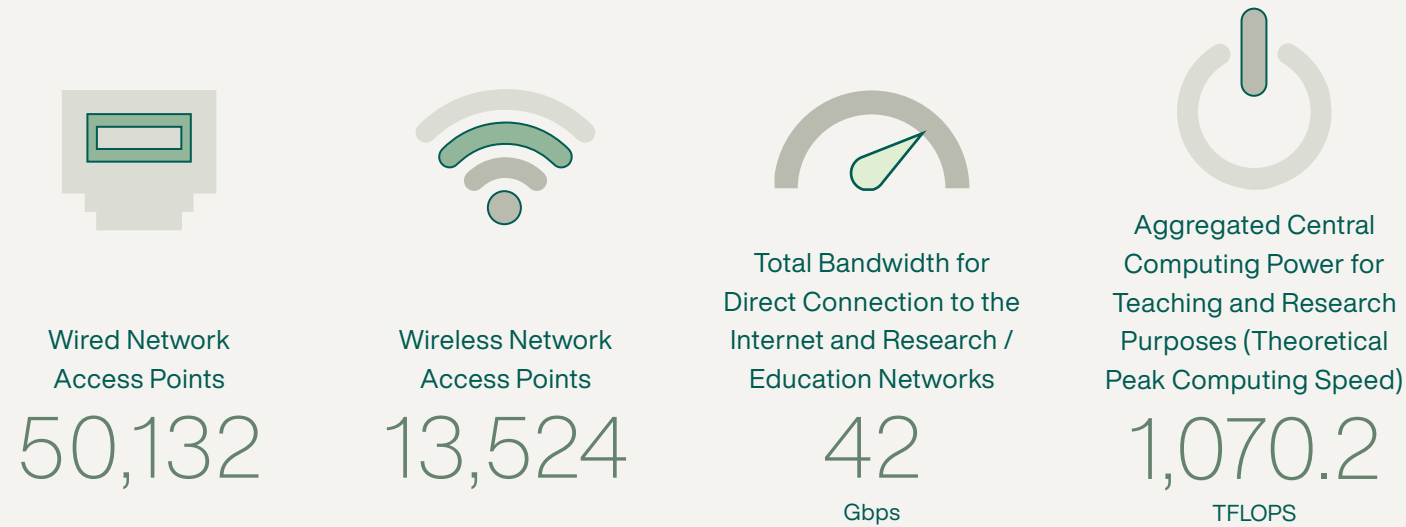 Wired Network
Access Points
50,132
Wireless Network
Access Points
13,524
Total Bandwidth for
Direct Connection to the
Internet and Research /
Education Networks
42
Gbps
Aggregated Central
Computing Power for
Teaching and Research
Purposes (Theoretical
Peak Computing Speed)
1,070.2
TFLOPS